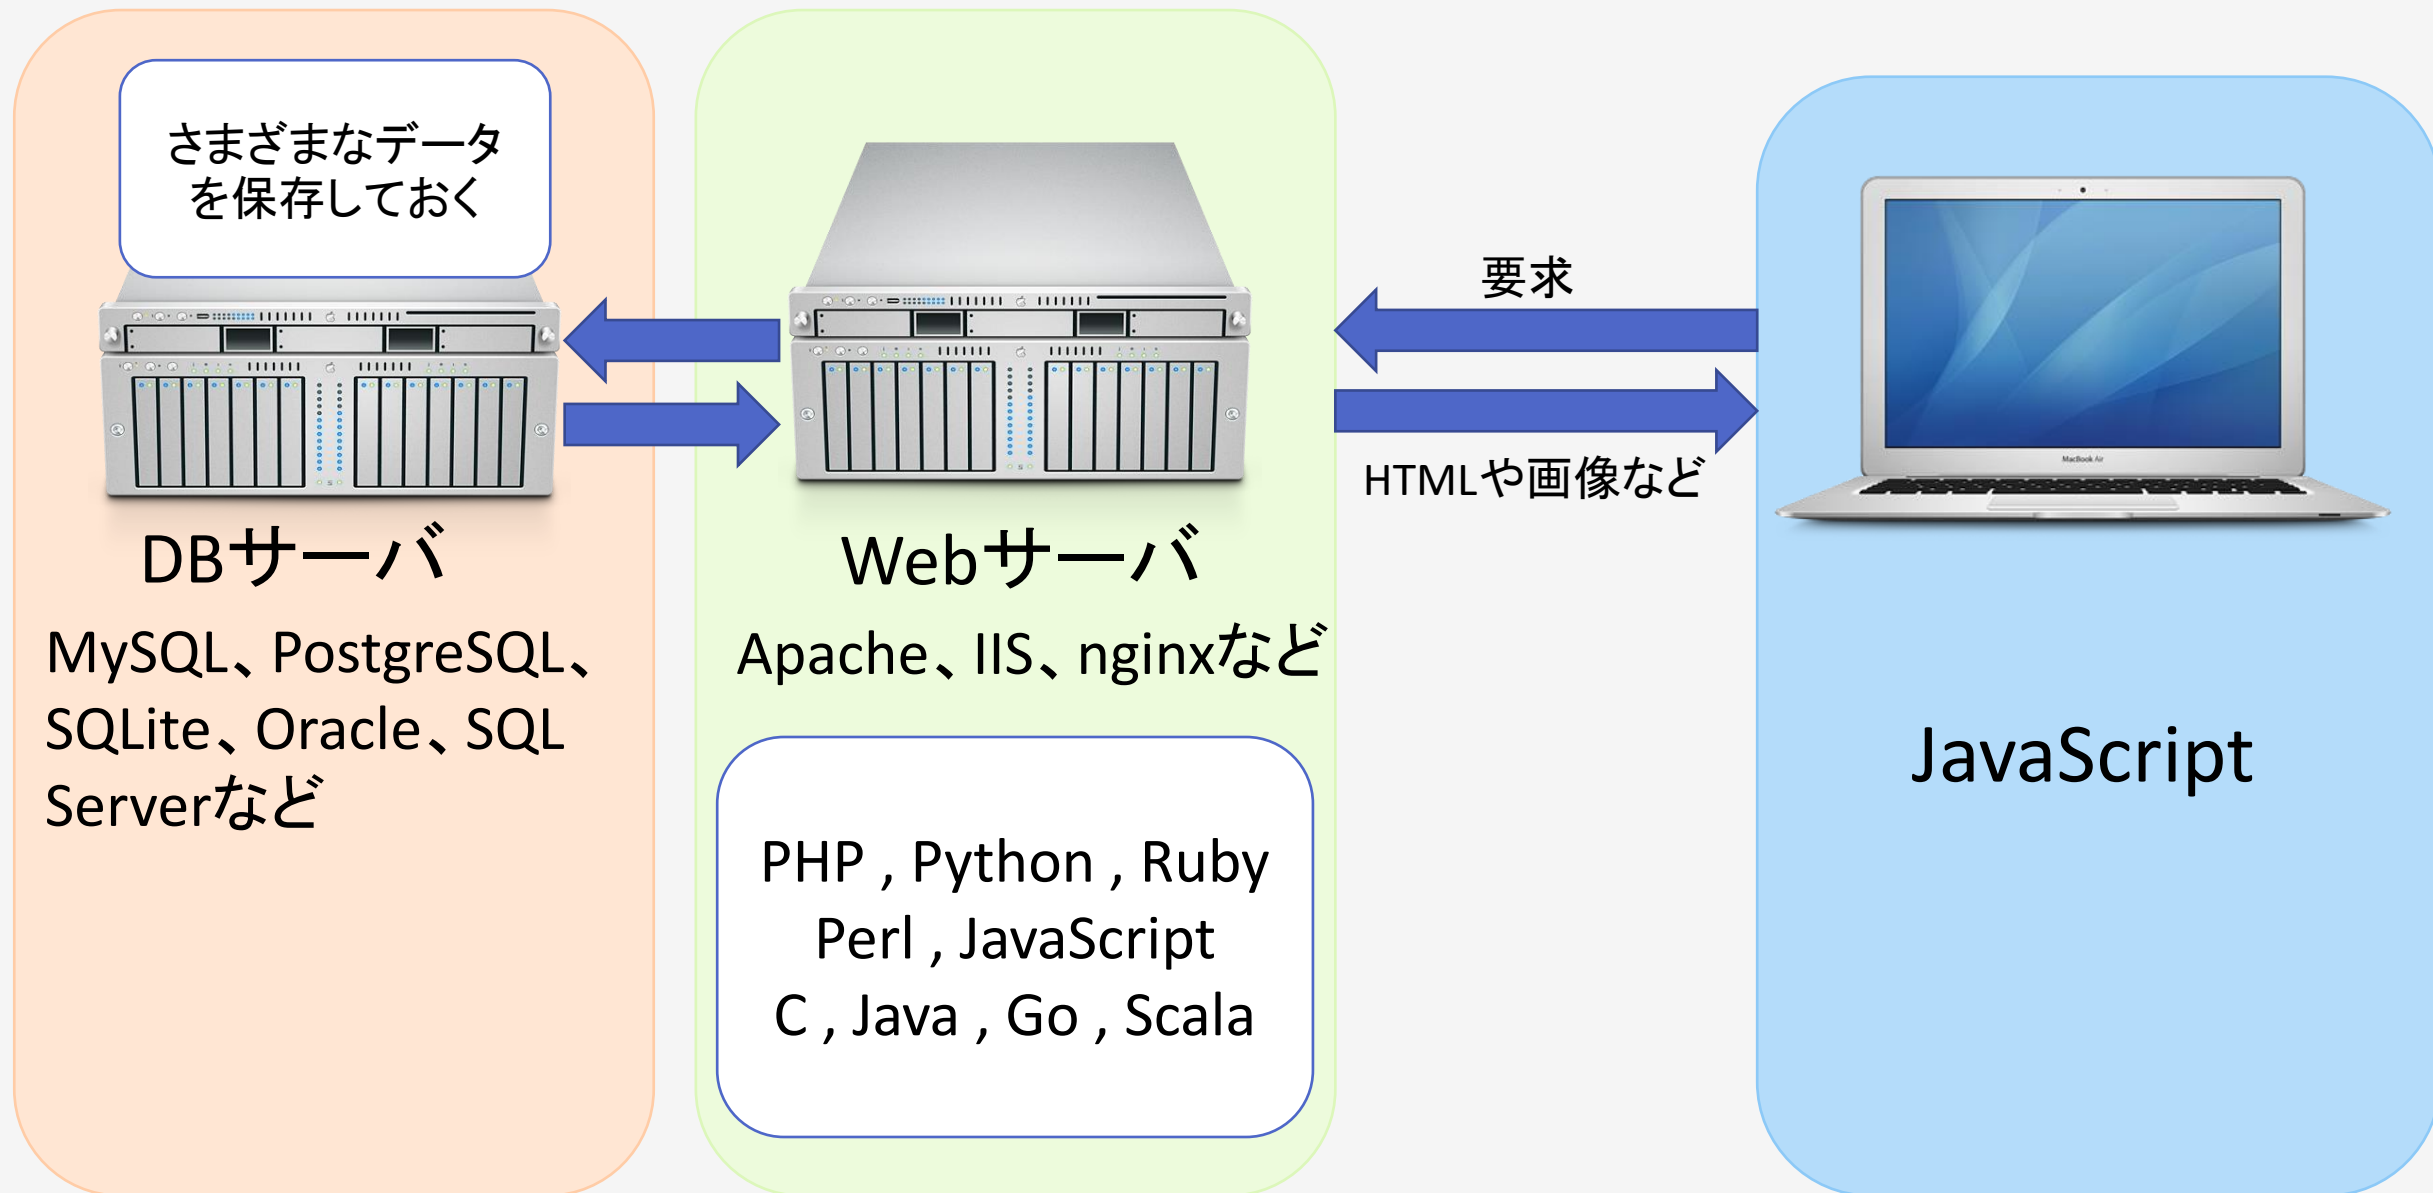 さまざまなデータ
を保存しておく
DBサーバ
MySQL、PostgreSQL、
SQLite、Oracle、SQL
Serverなど
Webサーバ
Apache、IIS、nginxなど
PHP , Python , Ruby
Perl , JavaScript
C , Java , Go , Scala
要求
HTMLや画像など
MacBook Air
JavaScript